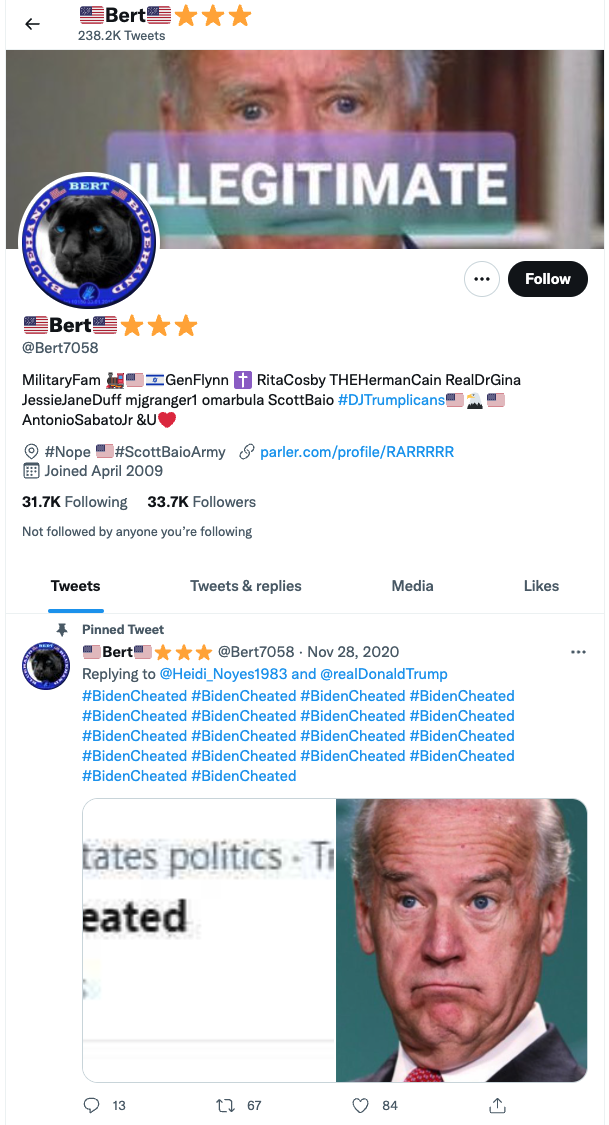 🇺🇸Bert🇺🇸⭐⭐⭐
238.2K Tweets
ILLEGITIMATE
BERT
BLUEHAND
BLUEHAND
Follow
🇺🇸Bert🇺🇸⭐⭐⭐
@Bert7058
MilitaryFam 🚂🇺🇸🇮🇱GenFlynn ✝️ RitaCosby THEHermanCain RealDrGina
JessieJaneDuff mjgranger1 omarbula ScottBaio #DJTrumplicans🇺🇸🦅🇺🇸
AntonioSabatoJr &U❤️
#Nope 🇺🇸#ScottBaioArmy parler.com/profile/RARRRRR
Joined April 2009
31.7K Following 33.7K Followers
Not followed by anyone you’re following
Tweets Tweets & replies Media Likes
Pinned Tweet
🇺🇸Bert🇺🇸⭐⭐⭐ @Bert7058 · Nov 28, 2020
Replying to @Heidi_Noyes1983 and @realDonaldTrump
#BidenCheated #BidenCheated #BidenCheated #BidenCheated
#BidenCheated #BidenCheated #BidenCheated #BidenCheated
#BidenCheated #BidenCheated #BidenCheated #BidenCheated
#BidenCheated #BidenCheated #BidenCheated #BidenCheated
#BidenCheated #BidenCheated
tates politics · Tr
eated
13 67 84